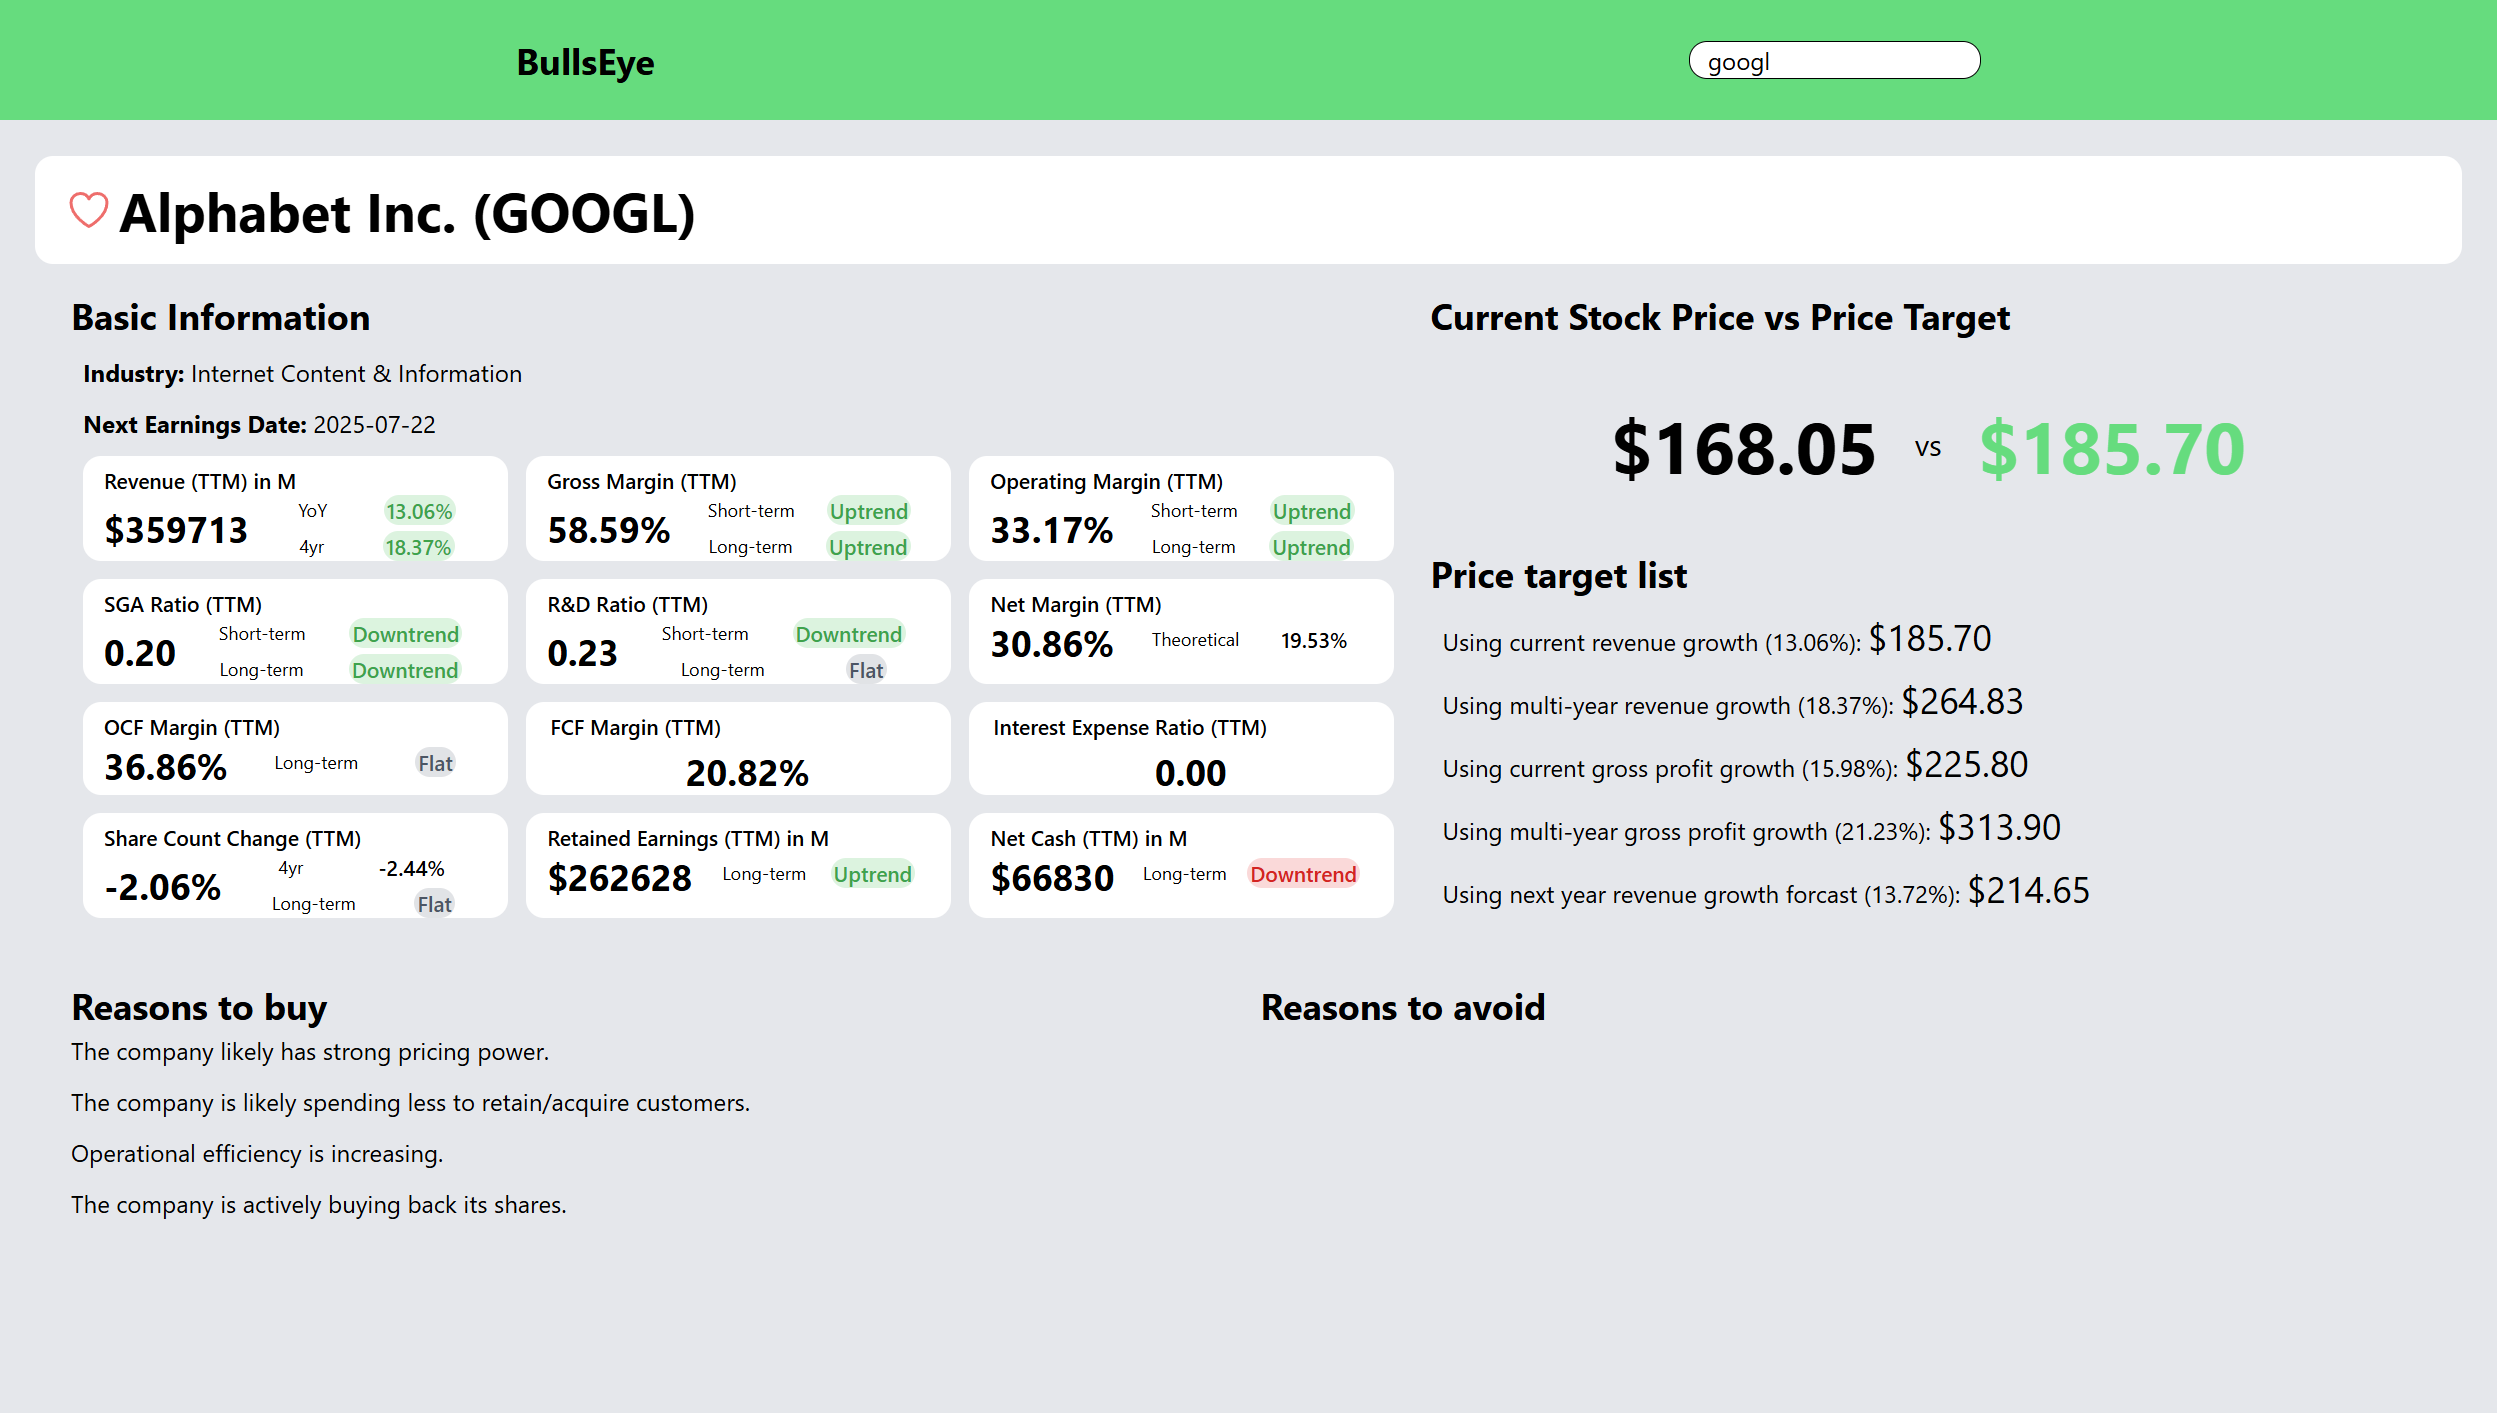 BullsEye
googl
Alphabet Inc. (GOOGL)
Basic Information
Industry: Internet Content & Information
Next Earnings Date: 2025-07-22
Revenue (TTM) in M
$359713
YoY 13.06%
4yr 18.37%
Gross Margin (TTM)
58.59%
Short-term Uptrend
Long-term Uptrend
Operating Margin (TTM)
33.17%
Short-term Uptrend
Long-term Uptrend
SGA Ratio (TTM)
0.20
Short-term Downtrend
Long-term Downtrend
R&D Ratio (TTM)
0.23
Short-term Downtrend
Long-term Flat
Net Margin (TTM)
30.86% Theoretical 19.53%
OCF Margin (TTM)
36.86% Long-term Flat
FCF Margin (TTM)
20.82%
Interest Expense Ratio (TTM)
0.00
Share Count Change (TTM)
-2.06%
4yr -2.44%
Long-term Flat
Retained Earnings (TTM) in M
$262628 Long-term Uptrend
Net Cash (TTM) in M
$66830 Long-term Downtrend
Current Stock Price vs Price Target
$168.05 vs $185.70
Price target list
Using current revenue growth (13.06%): $185.70
Using multi-year revenue growth (18.37%): $264.83
Using current gross profit growth (15.98%): $225.80
Using multi-year gross profit growth (21.23%): $313.90
Using next year revenue growth forcast (13.72%): $214.65
Reasons to buy
The company likely has strong pricing power.
The company is likely spending less to retain/acquire customers.
Operational efficiency is increasing.
The company is actively buying back its shares.
Reasons to avoid